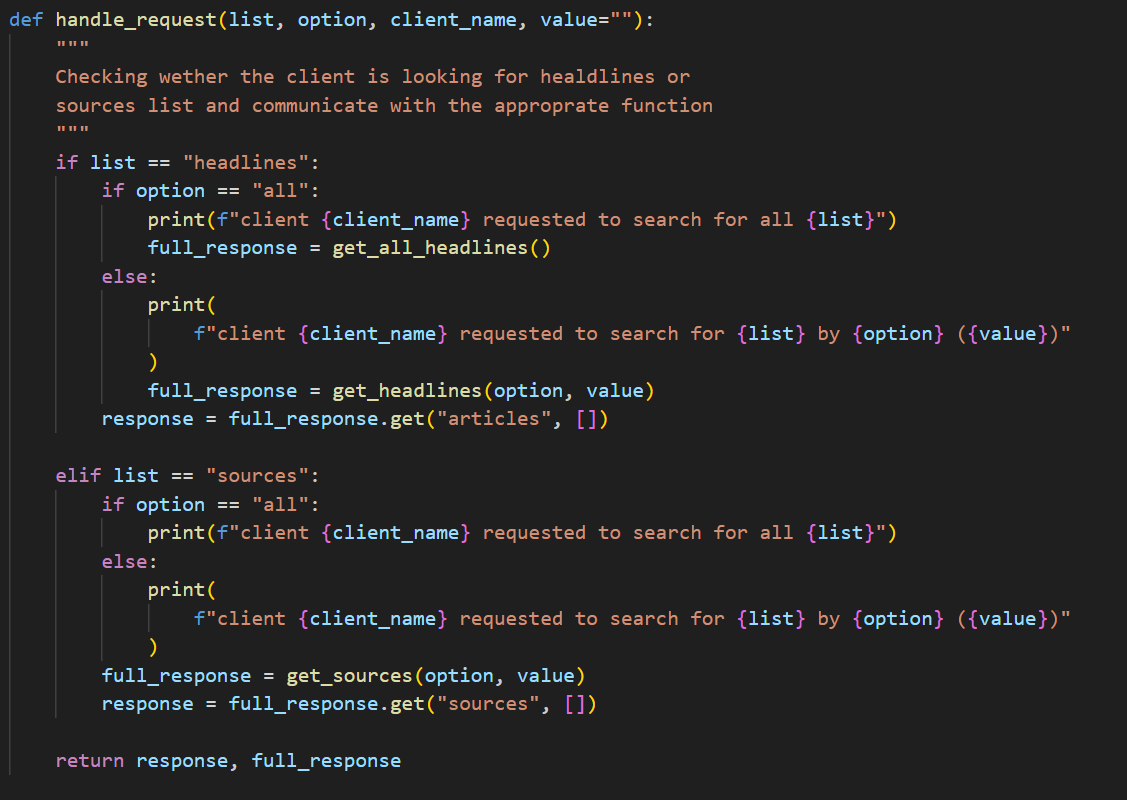 def handle_request(list, option, client_name, value=""):
    """
    Checking wether the client is looking for healdlines or
    sources list and communicate with the approprate function
    """
    if list == "headlines":
        if option == "all":
            print(f"client {client_name} requested to search for all {list}")
            full_response = get_all_headlines()
        else:
            print(
                f"client {client_name} requested to search for {list} by {option} ({value})"
            )
            full_response = get_headlines(option, value)
        response = full_response.get("articles", [])

    elif list == "sources":
        if option == "all":
            print(f"client {client_name} requested to search for all {list}")
        else:
            print(
                f"client {client_name} requested to search for {list} by {option} ({value})"
            )
        full_response = get_sources(option, value)
        response = full_response.get("sources", [])

    return response, full_response